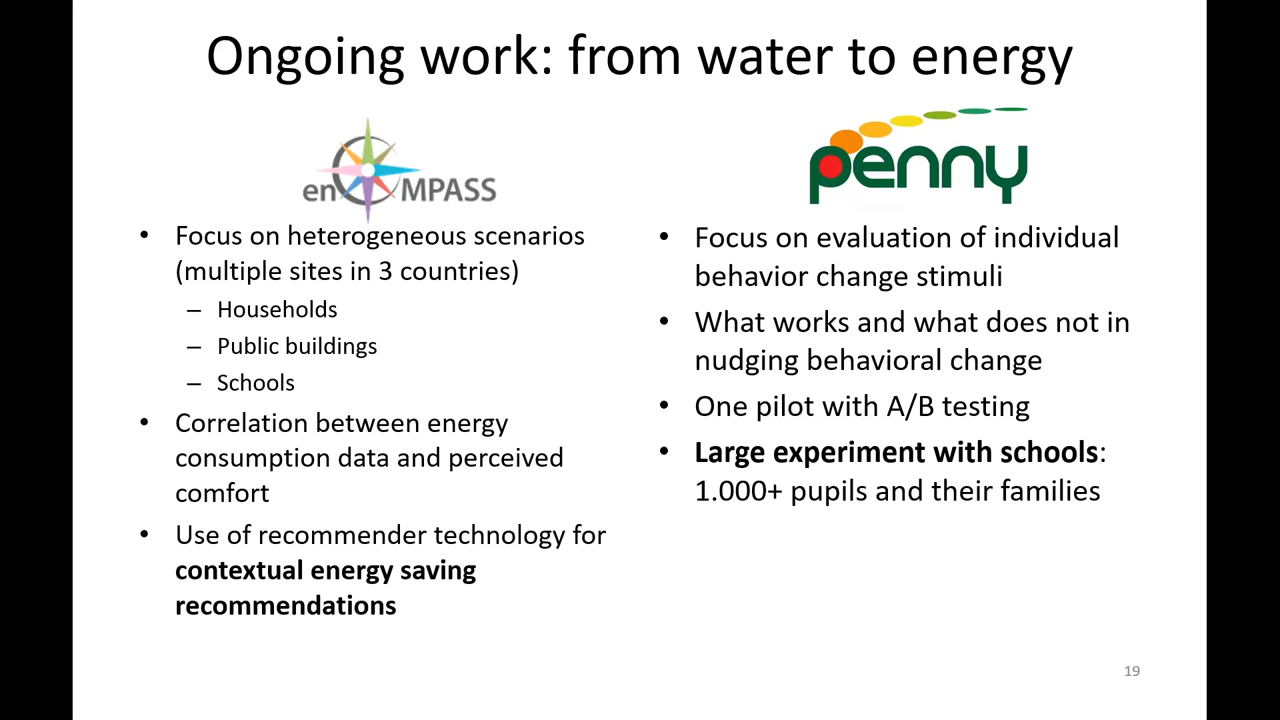 Ongoing work: from water to energy
enCOMPASS
• Focus on heterogeneous scenarios
(multiple sites in 3 countries)
– Households
– Public buildings
– Schools
• Correlation between energy
consumption data and perceived
comfort
• Use of recommender technology for
contextual energy saving
recommendations
penny
• Focus on evaluation of individual
behavior change stimuli
• What works and what does not in
nudging behavioral change
• One pilot with A/B testing
• Large experiment with schools:
1.000+ pupils and their families
19